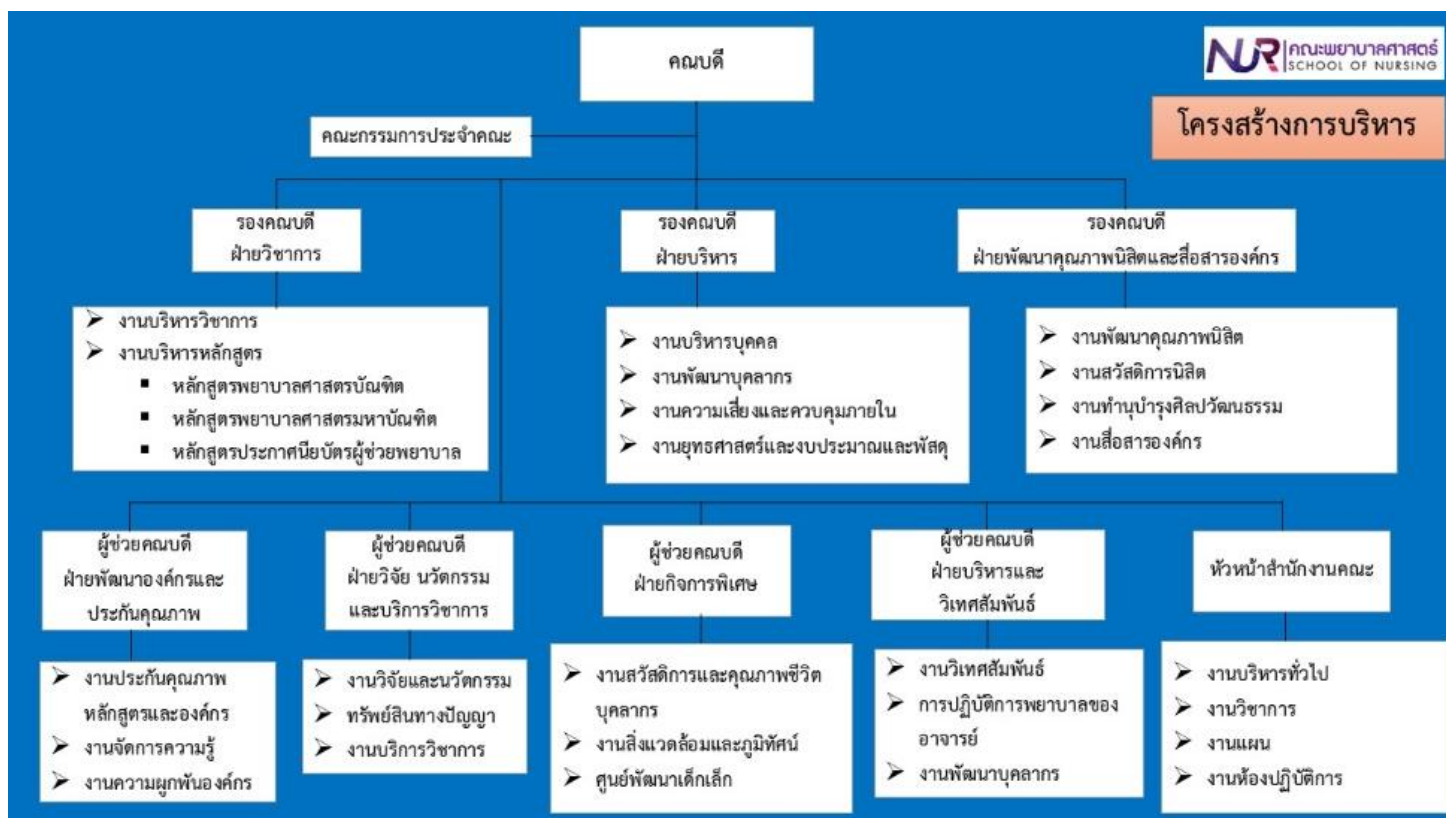 คณบดี
NUR คณะพยาบาลศาสตร์
SCHOOL OF NURSING
โครงสร้างการบริหาร
คณะกรรมการประจำคณะ
รองคณบดี
ฝ่ายวิชาการ
รองคณบดี
ฝ่ายบริหาร
รองคณบดี
ฝ่ายพัฒนาคุณภาพนิสิตและสื่อสารองค์กร
➢ งานบริหารวิชาการ
➢ งานบริหารหลักสูตร
▪ หลักสูตรพยาบาลศาสตรบัณฑิต
▪ หลักสูตรพยาบาลศาสตรมหาบัณฑิต
▪ หลักสูตรประกาศนียบัตรผู้ช่วยพยาบาล
➢ งานบริหารบุคคล
➢ งานพัฒนาบุคลากร
➢ งานความเสี่ยงและควบคุมภายใน
➢ งานยุทธศาสตร์และงบประมาณและพัสดุ
➢ งานพัฒนาคุณภาพนิสิต
➢ งานสวัสดิการนิสิต
➢ งานทำนุบำรุงศิลปวัฒนธรรม
➢ งานสื่อสารองค์กร
ผู้ช่วยคณบดี
ฝ่ายพัฒนาองค์กรและ
ประกันคุณภาพ
ผู้ช่วยคณบดี
ฝ่ายวิจัย นวัตกรรม
และบริการวิชาการ
ผู้ช่วยคณบดี
ฝ่ายกิจการพิเศษ
ผู้ช่วยคณบดี
ฝ่ายบริหารและ
วิเทศสัมพันธ์
หัวหน้าสำนักงานคณะ
➢ งานประกันคุณภาพ
หลักสูตรและองค์กร
➢ งานจัดการความรู้
➢ งานความผูกพันองค์กร
➢ งานวิจัยและนวัตกรรม
➢ ทรัพย์สินทางปัญญา
➢ งานบริการวิชาการ
➢ งานสวัสดิการและคุณภาพชีวิต
บุคลากร
➢ งานสิ่งแวดล้อมและภูมิทัศน์
➢ ศูนย์พัฒนาเด็กเล็ก
➢ งานวิเทศสัมพันธ์
➢ การปฏิบัติการพยาบาลของ
อาจารย์
➢ งานพัฒนาบุคลากร
➢ งานบริหารทั่วไป
➢ งานวิชาการ
➢ งานแผน
➢ งานห้องปฏิบัติการ